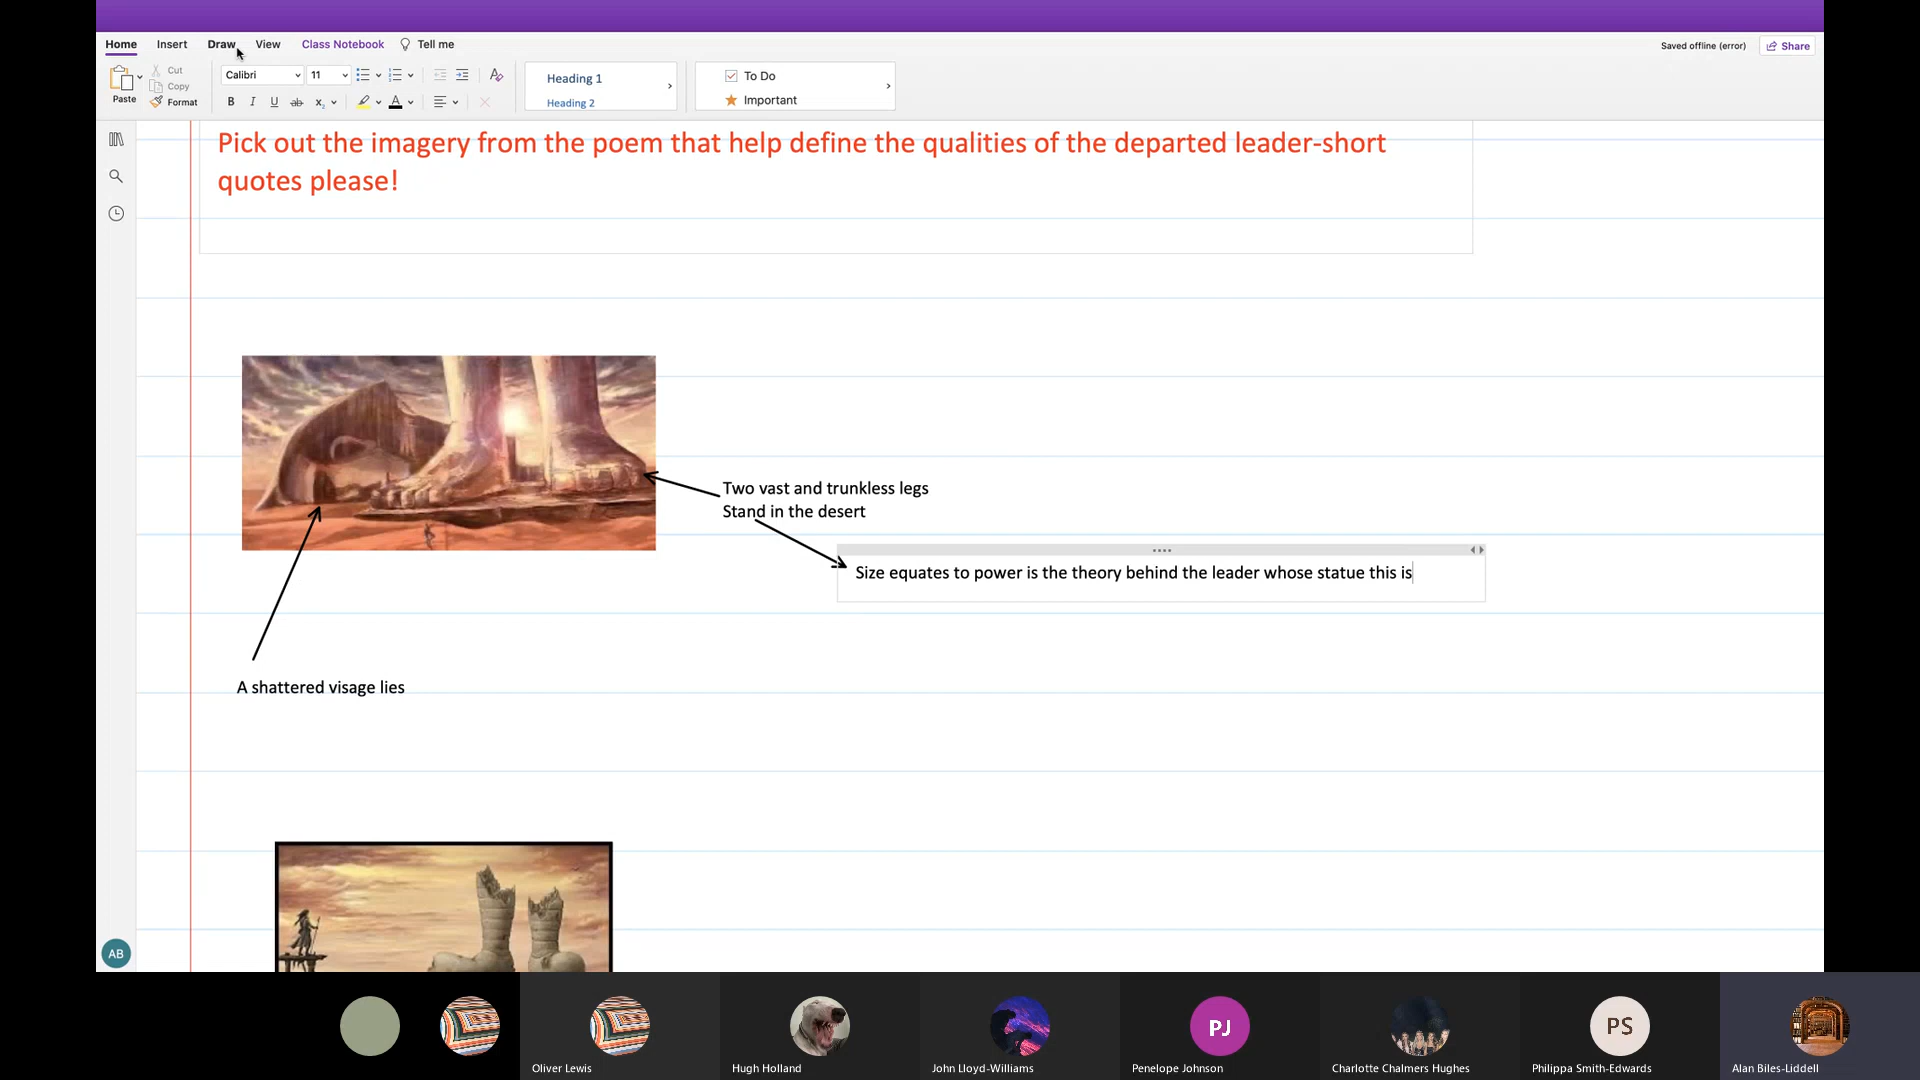 Home Insert Draw View Class Notebook Tell me
Saved offline (error) Share
Paste
Cut
Copy
Format
Calibri 11
B I U ab x₂ A
Heading 1
Heading 2
To Do
Important
Pick out the imagery from the poem that help define the qualities of the departed leader-short
quotes please!
Two vast and trunkless legs
Stand in the desert
Size equates to power is the theory behind the leader whose statue this is
A shattered visage lies
AB
PJ
PS
Oliver Lewis
Hugh Holland
John Lloyd-Williams
Penelope Johnson
Charlotte Chalmers Hughes
Philippa Smith-Edwards
Alan Biles-Liddell